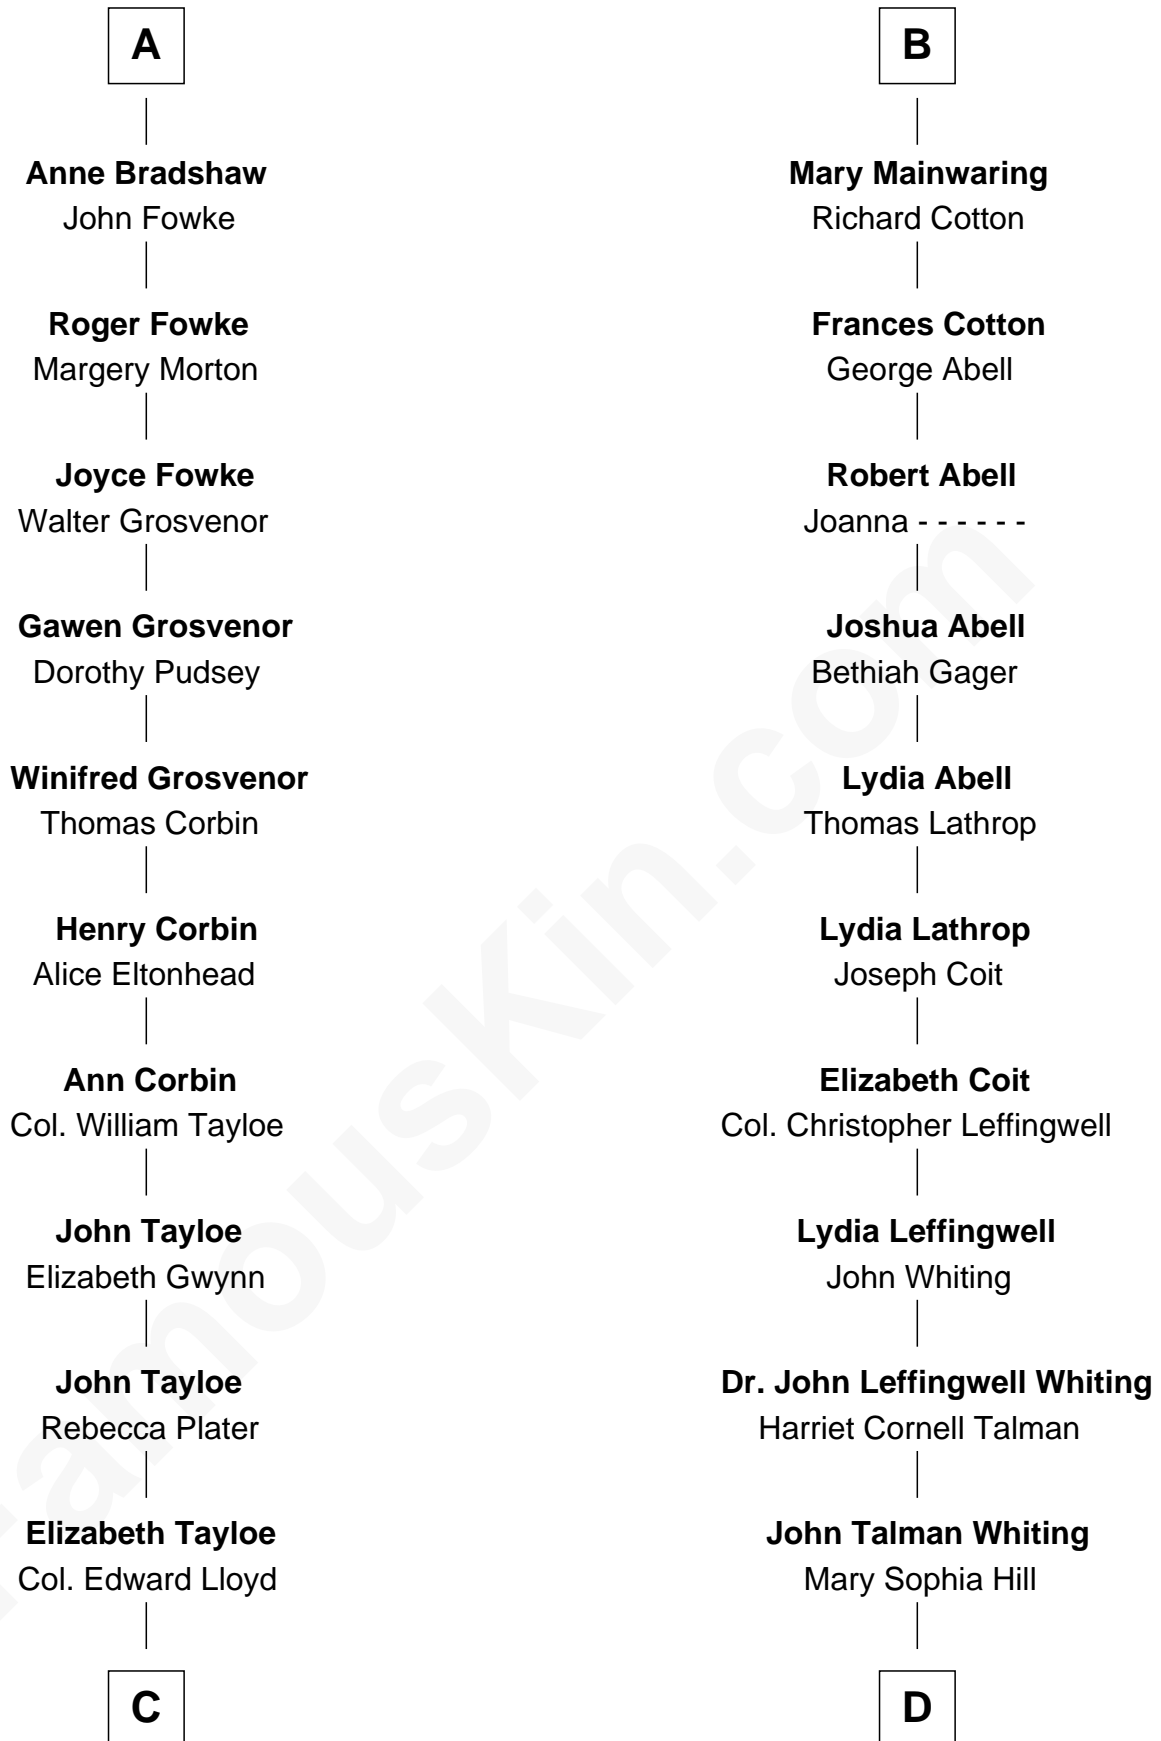 A
Anne Bradshaw
John Fowke
Roger Fowke
Margery Morton
Joyce Fowke
Walter Grosvenor
Gawen Grosvenor
Dorothy Pudsey
Winifred Grosvenor
Thomas Corbin
Henry Corbin
Alice Eltonhead
Ann Corbin
Col. William Tayloe
John Tayloe
Elizabeth Gwynn
John Tayloe
Rebecca Plater
Elizabeth Tayloe
Col. Edward Lloyd
C
B
Mary Mainwaring
Richard Cotton
Frances Cotton
George Abell
Robert Abell
Joanna - - - - - -
Joshua Abell
Bethiah Gager
Lydia Abell
Thomas Lathrop
Lydia Lathrop
Joseph Coit
Elizabeth Coit
Col. Christopher Leffingwell
Lydia Leffingwell
John Whiting
Dr. John Leffingwell Whiting
Harriet Cornell Talman
John Talman Whiting
Mary Sophia Hill
D
FamousKin.com